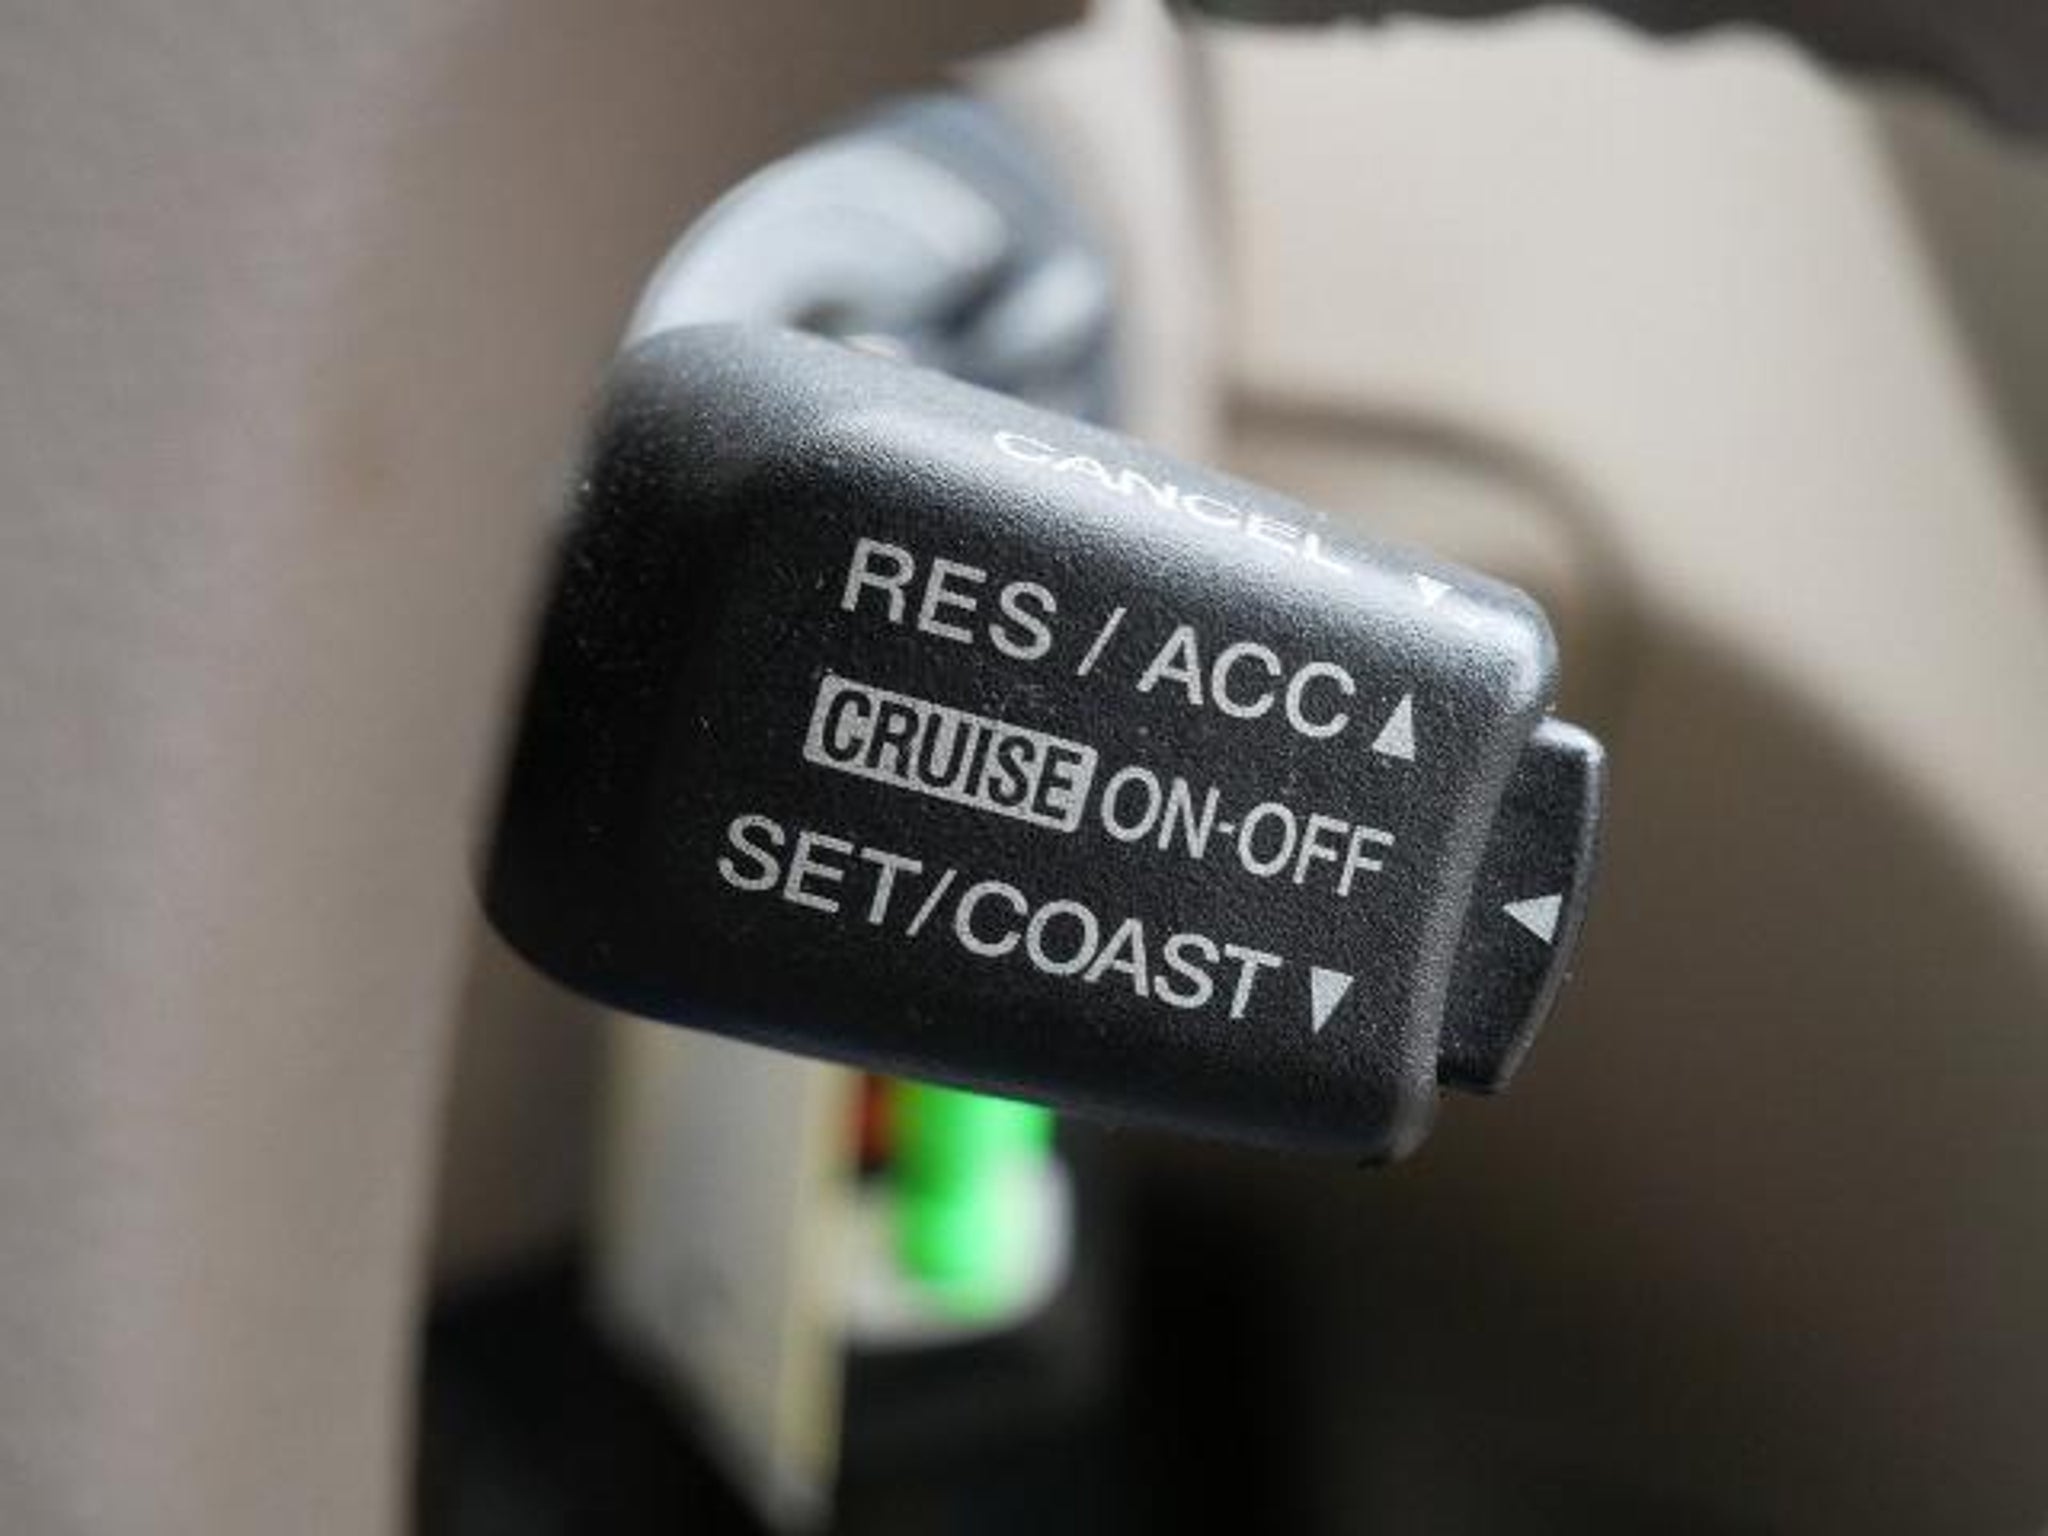 CANCEL ▼
RES / ACC ▲
CRUISE ON-OFF ◀
SET/COAST ▼